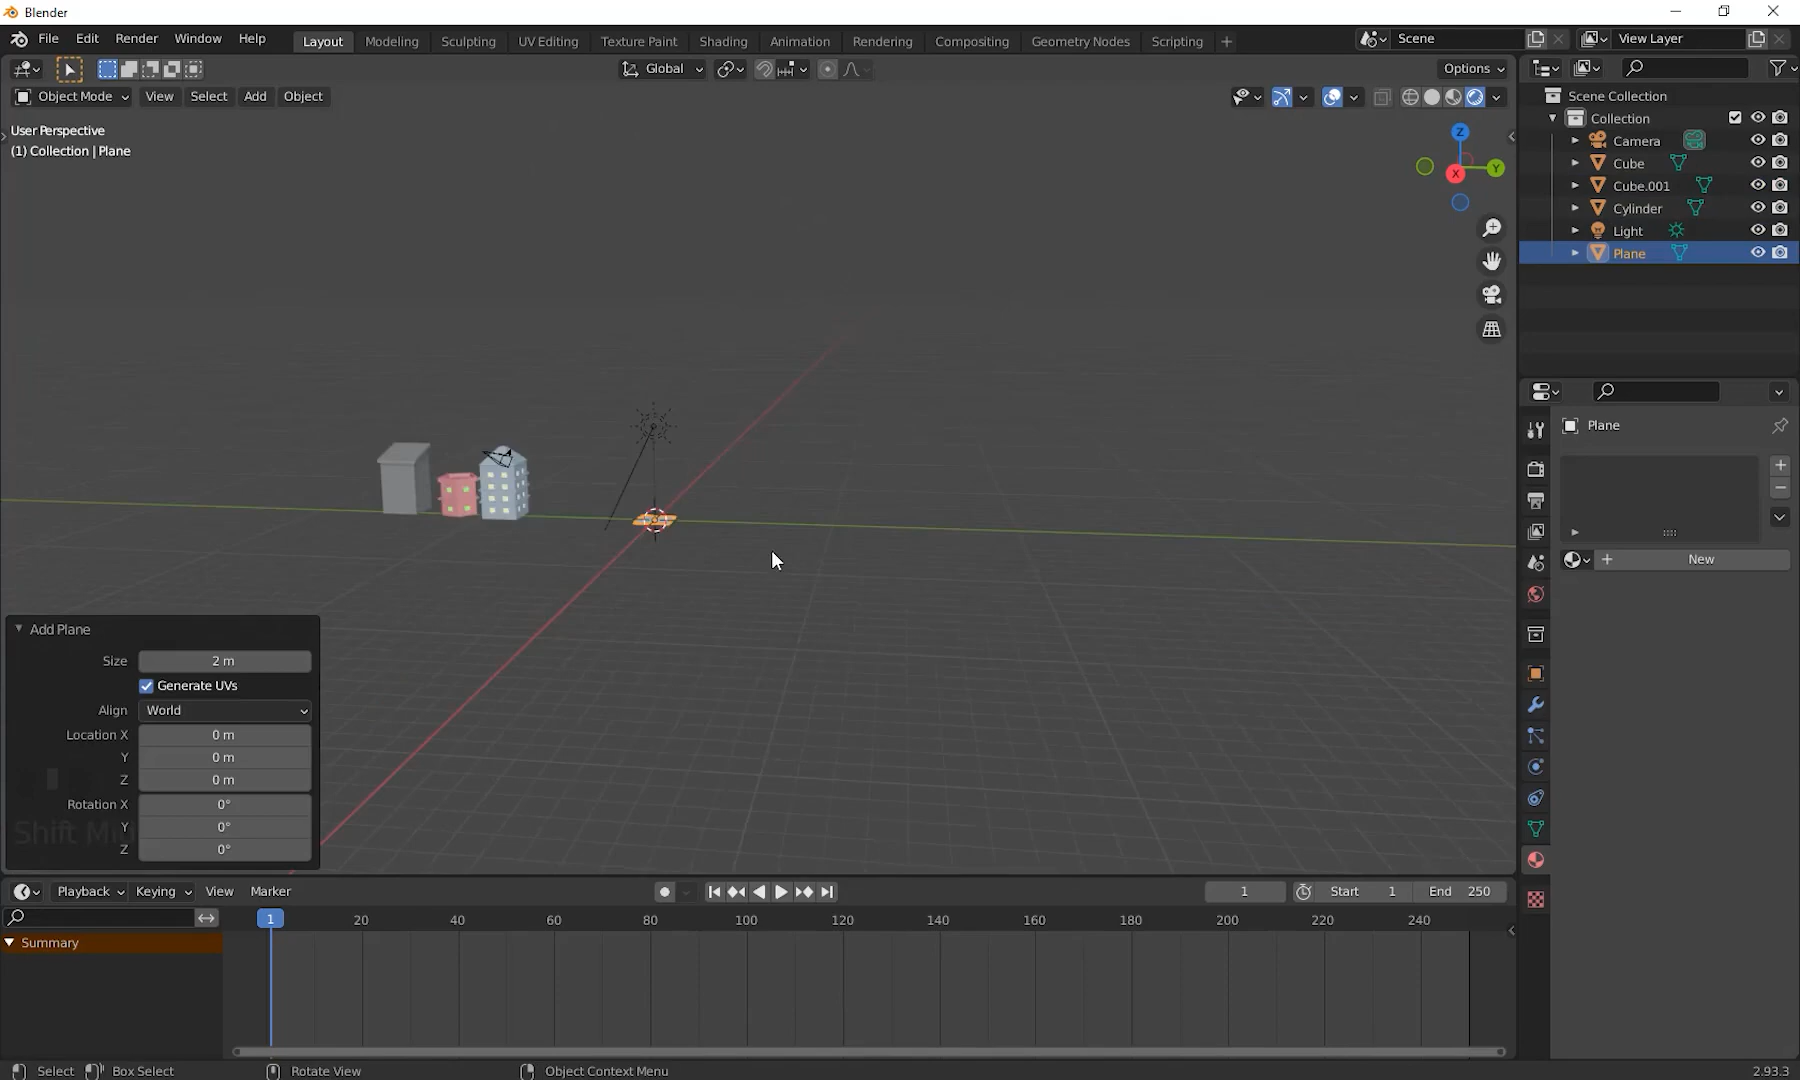 Blender
File Edit Render Window Help Layout Modeling Sculpting UV Editing Texture Paint Shading Animation Rendering Compositing Geometry Nodes Scripting + Scene View Layer
Global Options
Object Mode View Select Add Object
User Perspective
(1) Collection | Plane
Z
Y
X
Scene Collection
Collection
Camera
Cube
Cube.001
Cylinder
Light
Plane
Plane
New
Add Plane
Size 2 m
Generate UVs
Align World
Location X 0 m
Y 0 m
Z 0 m
Rotation X 0°
Y 0°
Z 0°
Playback Keying View Marker 1 Start 1 End 250
1 20 40 60 80 100 120 140 160 180 200 220 240
Summary
Select Box Select Rotate View Object Context Menu 2.93.3